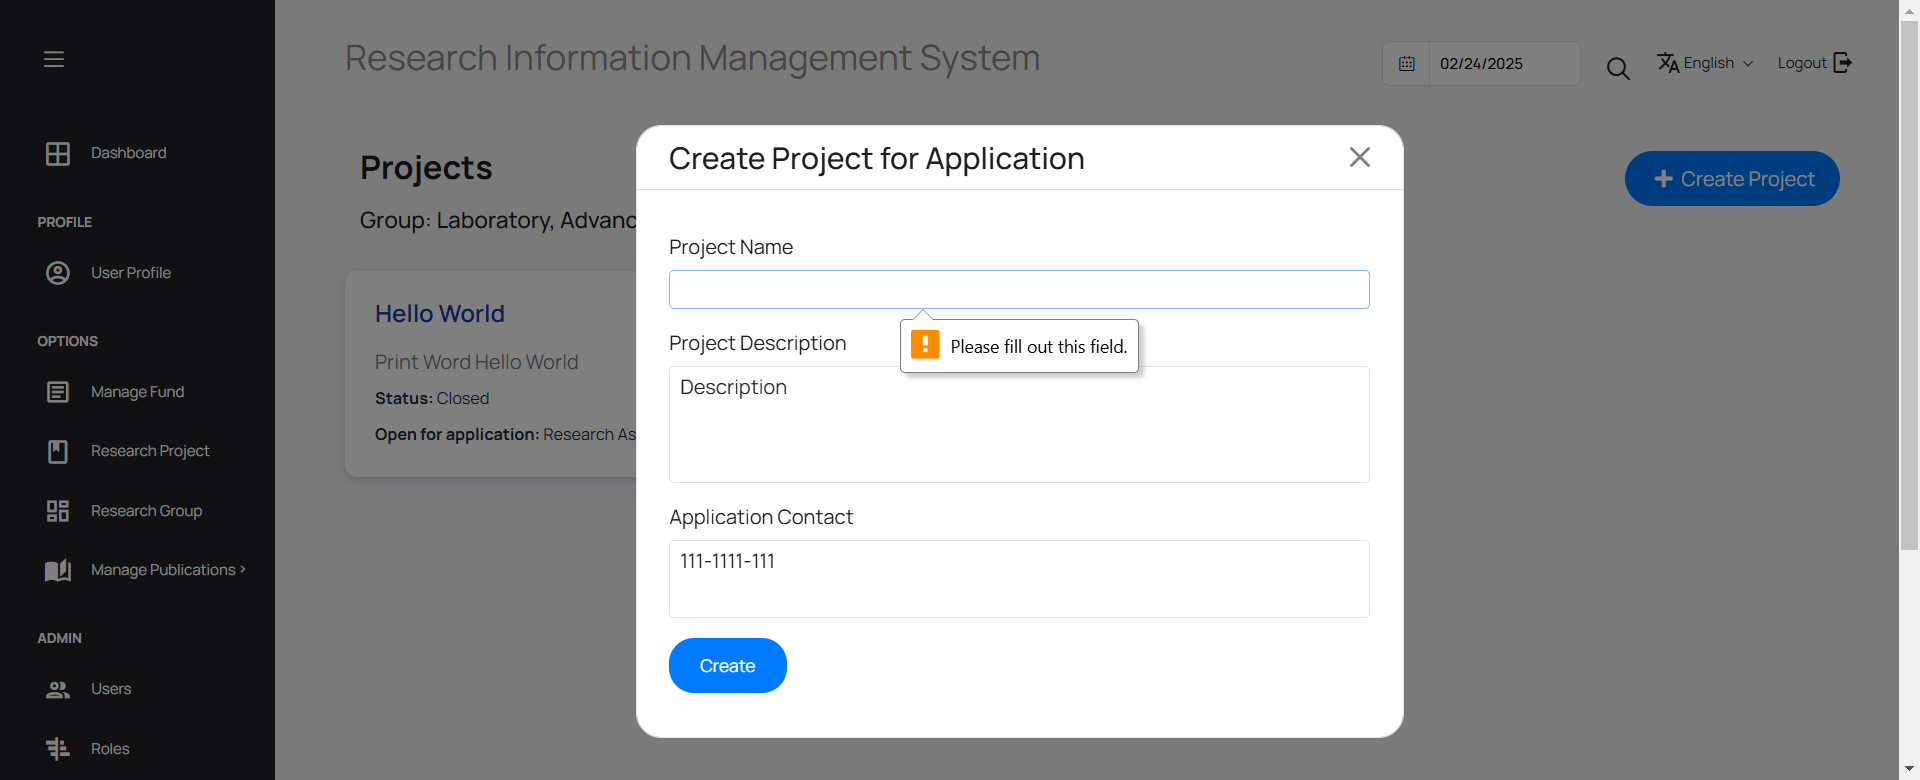 Research Information Management System
02/24/2025
English
Logout
Dashboard
PROFILE
User Profile
OPTIONS
Manage Fund
Research Project
Research Group
Manage Publications
ADMIN
Users
Roles
Projects
Group: Laboratory, Advanc
Create Project
Hello World
Print Word Hello World
Status: Closed
Open for application: Research As
Create Project for Application
Project Name
Please fill out this field.
Project Description
Description
Application Contact
111-1111-111
Create